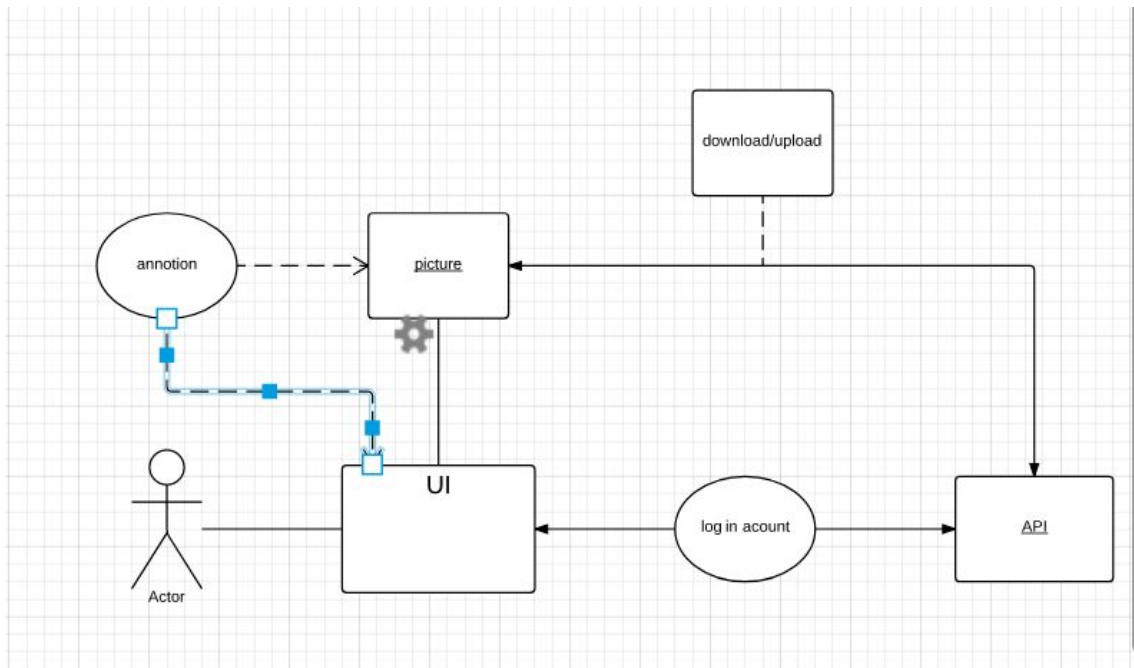 download/upload
annotion
picture
UI
log in acount
API
Actor